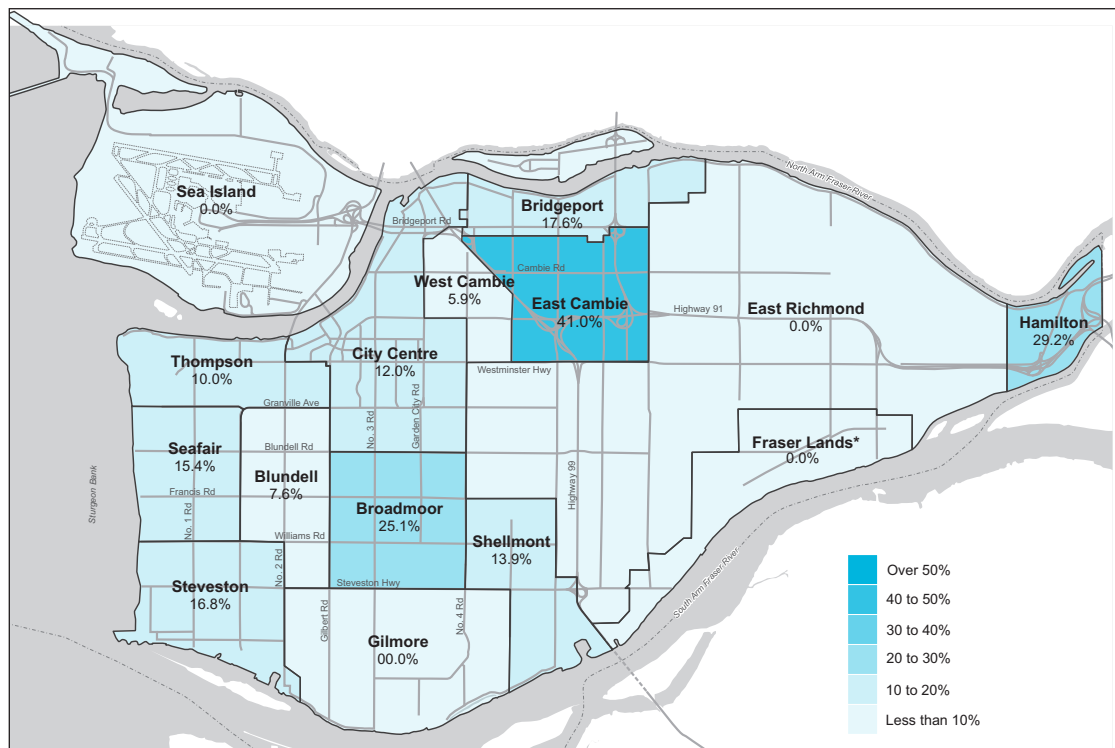 North Arm Fraser River
Sea Island
0.0%
Bridgeport
17.6%
Bridgeport Rd
Cambie Rd
West Cambie
5.9%
East Cambie
41.0%
Highway 91
East Richmond
0.0%
Hamilton
29.2%
Thompson
10.0%
City Centre
12.0%
Westminster Hwy
Granville Ave
No. 3 Rd
Garden City Rd
Seafair
15.4%
Blundell Rd
Blundell
7.6%
Fraser Lands*
0.0%
Sturgeon Bank
Francis Rd
No. 1 Rd
Highway 99
Broadmoor
25.1%
Williams Rd
Shellmont
13.9%
No. 2 Rd
Steveston Hwy
Steveston
16.8%
South Arm Fraser River
Gilbert Rd
No. 4 Rd
Gilmore
00.0%
Over 50%
40 to 50%
30 to 40%
20 to 30%
10 to 20%
Less than 10%